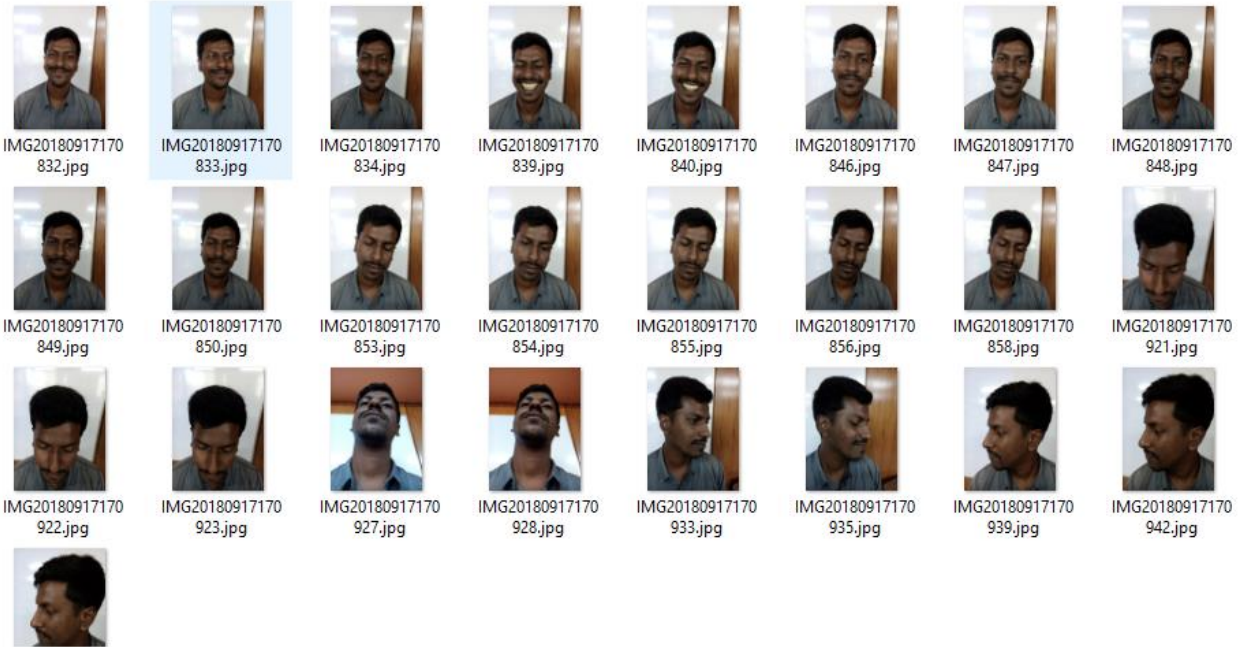 IMG20180917170
832.jpg
IMG20180917170
833.jpg
IMG20180917170
834.jpg
IMG20180917170
839.jpg
IMG20180917170
840.jpg
IMG20180917170
846.jpg
IMG20180917170
847.jpg
IMG20180917170
848.jpg
IMG20180917170
849.jpg
IMG20180917170
850.jpg
IMG20180917170
853.jpg
IMG20180917170
854.jpg
IMG20180917170
855.jpg
IMG20180917170
856.jpg
IMG20180917170
858.jpg
IMG20180917170
921.jpg
IMG20180917170
922.jpg
IMG20180917170
923.jpg
IMG20180917170
927.jpg
IMG20180917170
928.jpg
IMG20180917170
933.jpg
IMG20180917170
935.jpg
IMG20180917170
939.jpg
IMG20180917170
942.jpg